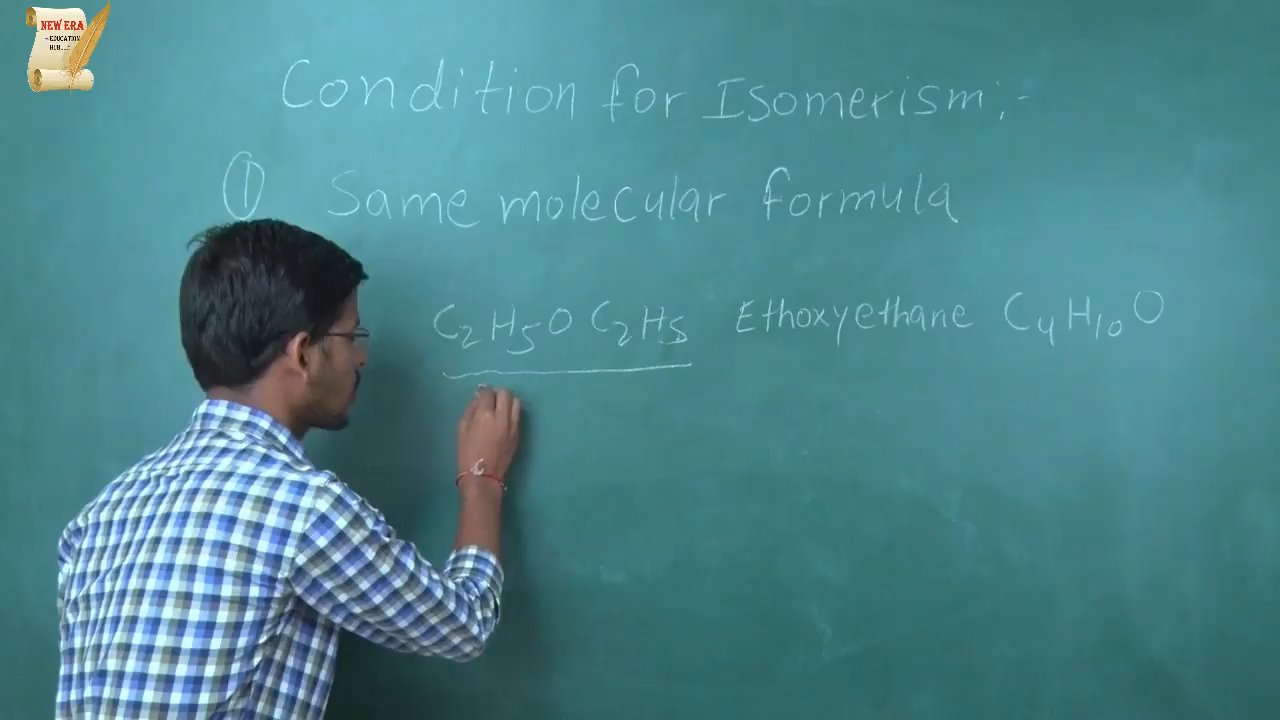 NEW ERA
EDUCATION
HUB...
Condition for Isomerism:-
① Same molecular formula
C₂H₅O C₂H₅ Ethoxyethane C₄H₁₀O